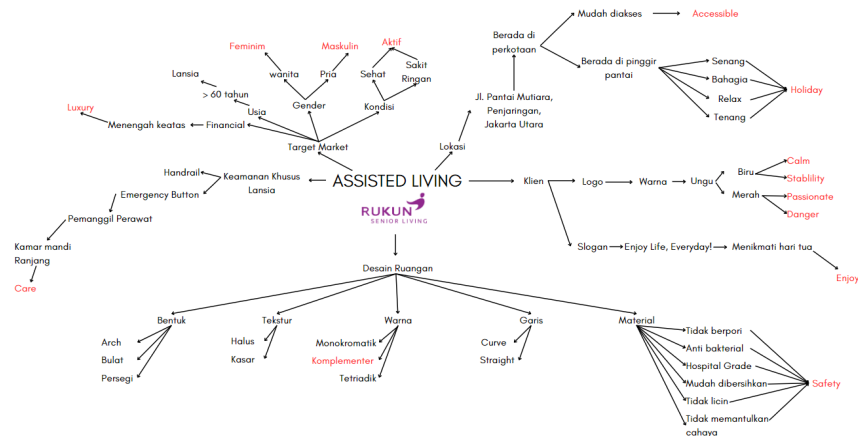 Feminim
Maskulin
Aktif
Lansia
wanita
Pria
Sehat
Sakit
Ringan
> 60 tahun
Gender
Kondisi
Luxury
Usia
Menengah keatas
Financial
Target Market
Berada di
perkotaan
Mudah diakses
Accessible
Berada di pinggir
pantai
Senang
Bahagia
Relax
Tenang
Holiday
Jl. Pantai Mutiara,
Penjaringan,
Jakarta Utara
Lokasi
Handrail
Keamanan Khusus
Lansia
Emergency Button
Pemanggil Perawat
Kamar mandi
Ranjang
Care
ASSISTED LIVING
RUKUN
SENIOR LIVING
Klien
Logo
Warna
Ungu
Biru
Merah
Calm
Stablility
Passionate
Danger
Slogan
Enjoy Life, Everyday!
Menikmati hari tua
Enjoy
Desain Ruangan
Bentuk
Arch
Bulat
Persegi
Tekstur
Halus
Kasar
Warna
Monokromatik
Komplementer
Tetriadik
Garis
Curve
Straight
Material
Tidak berpori
Anti bakterial
Hospital Grade
Mudah dibersihkan
Tidak licin
Tidak memantulkan
cahaya
Safety